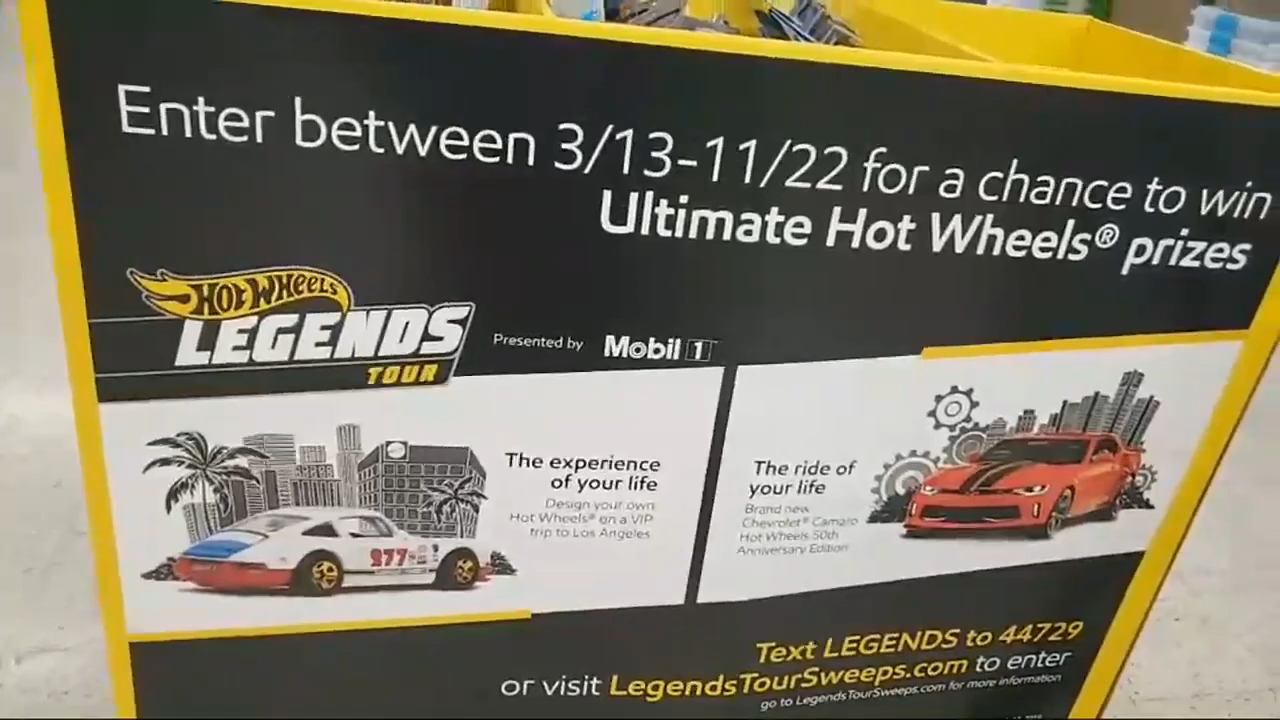 Enter between 3/13-11/22 for a chance to win
Ultimate Hot Wheels® prizes
HOT WHEELS
LEGENDS
TOUR
Presented by Mobil 1
The experience
of your life
Design your own
Hot Wheels® on a VIP
trip to Los Angeles
277
The ride of
your life
Brand new
Chevrolet® Camaro
Hot Wheels 50th
Anniversary Edition
Text LEGENDS to 44729
or visit LegendsTourSweeps.com to enter
go to LegendsTourSweeps.com for more information